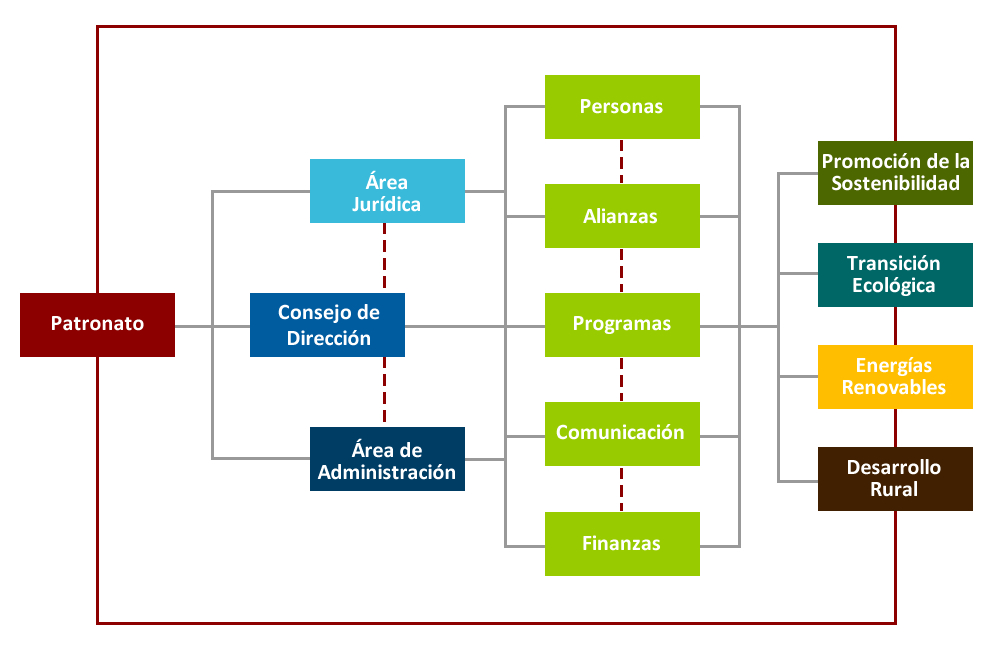 Patronato
Área
Jurídica
Consejo de
Dirección
Área de
Administración
Personas
Alianzas
Programas
Comunicación
Finanzas
Promoción de la
Sostenibilidad
Transición
Ecológica
Energías
Renovables
Desarrollo
Rural